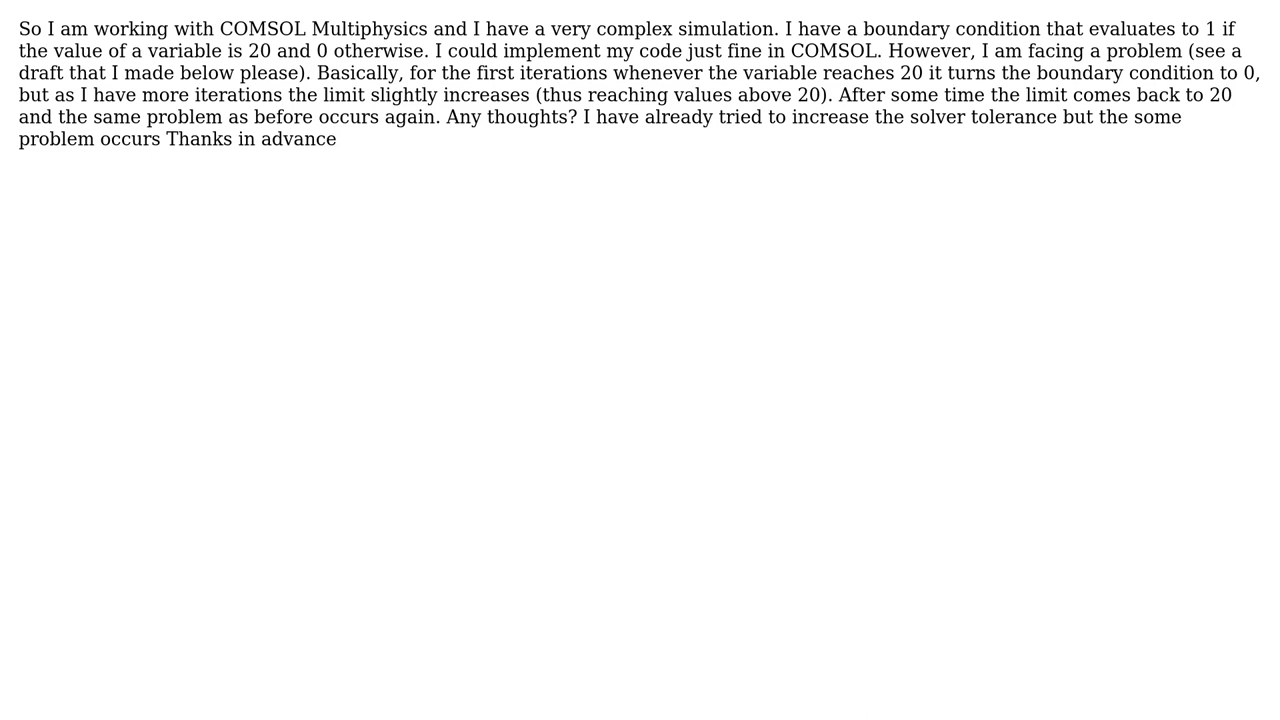 So I am working with COMSOL Multiphysics and I have a very complex simulation. I have a boundary condition that evaluates to 1 if
the value of a variable is 20 and 0 otherwise. I could implement my code just fine in COMSOL. However, I am facing a problem (see a
draft that I made below please). Basically, for the first iterations whenever the variable reaches 20 it turns the boundary condition to 0,
but as I have more iterations the limit slightly increases (thus reaching values above 20). After some time the limit comes back to 20
and the same problem as before occurs again. Any thoughts? I have already tried to increase the solver tolerance but the some
problem occurs Thanks in advance